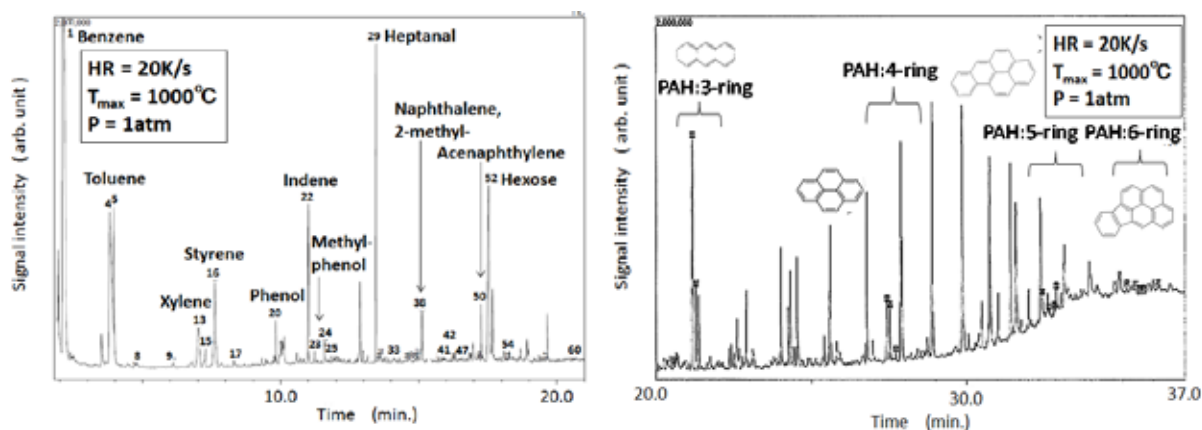 1 Benzene
HR = 20K/s
Tmax = 1000°C
P = 1atm
29 Heptanal
Naphthalene,
2-methyl-
Acenaphthylene
52
Hexose
Toluene
4 5
Indene
22
Methyl-
phenol
Styrene
16
Xylene
13
15
Phenol
20
38
50
8
9
17
23
24
25
33
41
42
47
54
60
10.0
20.0
Time (min.)
Signal intensity ( arb. unit )
2,000,000
PAH:3-ring
PAH:4-ring
HR = 20K/s
Tmax = 1000°C
P = 1atm
PAH:5-ring
PAH:6-ring
20.0
30.0
37.0
Time (min.)
Signal intensity ( arb. unit )